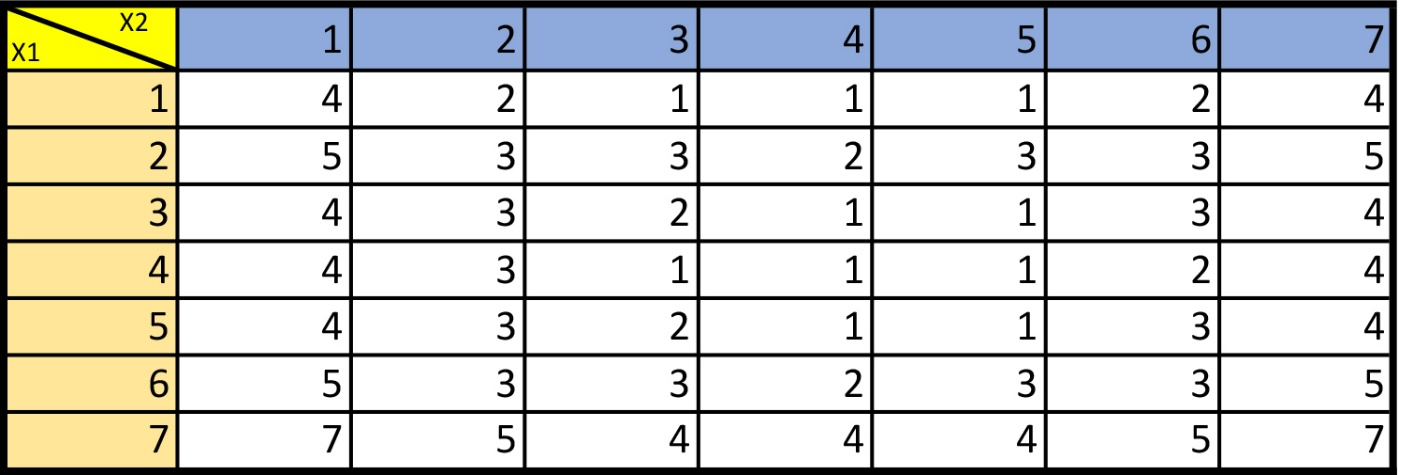 X2
X1 1 2 3 4 5 6 7
1 4 2 1 1 1 2 4
2 5 3 3 2 3 3 5
3 4 3 2 1 1 3 4
4 4 3 1 1 1 2 4
5 4 3 2 1 1 3 4
6 5 3 3 2 3 3 5
7 7 5 4 4 4 5 7